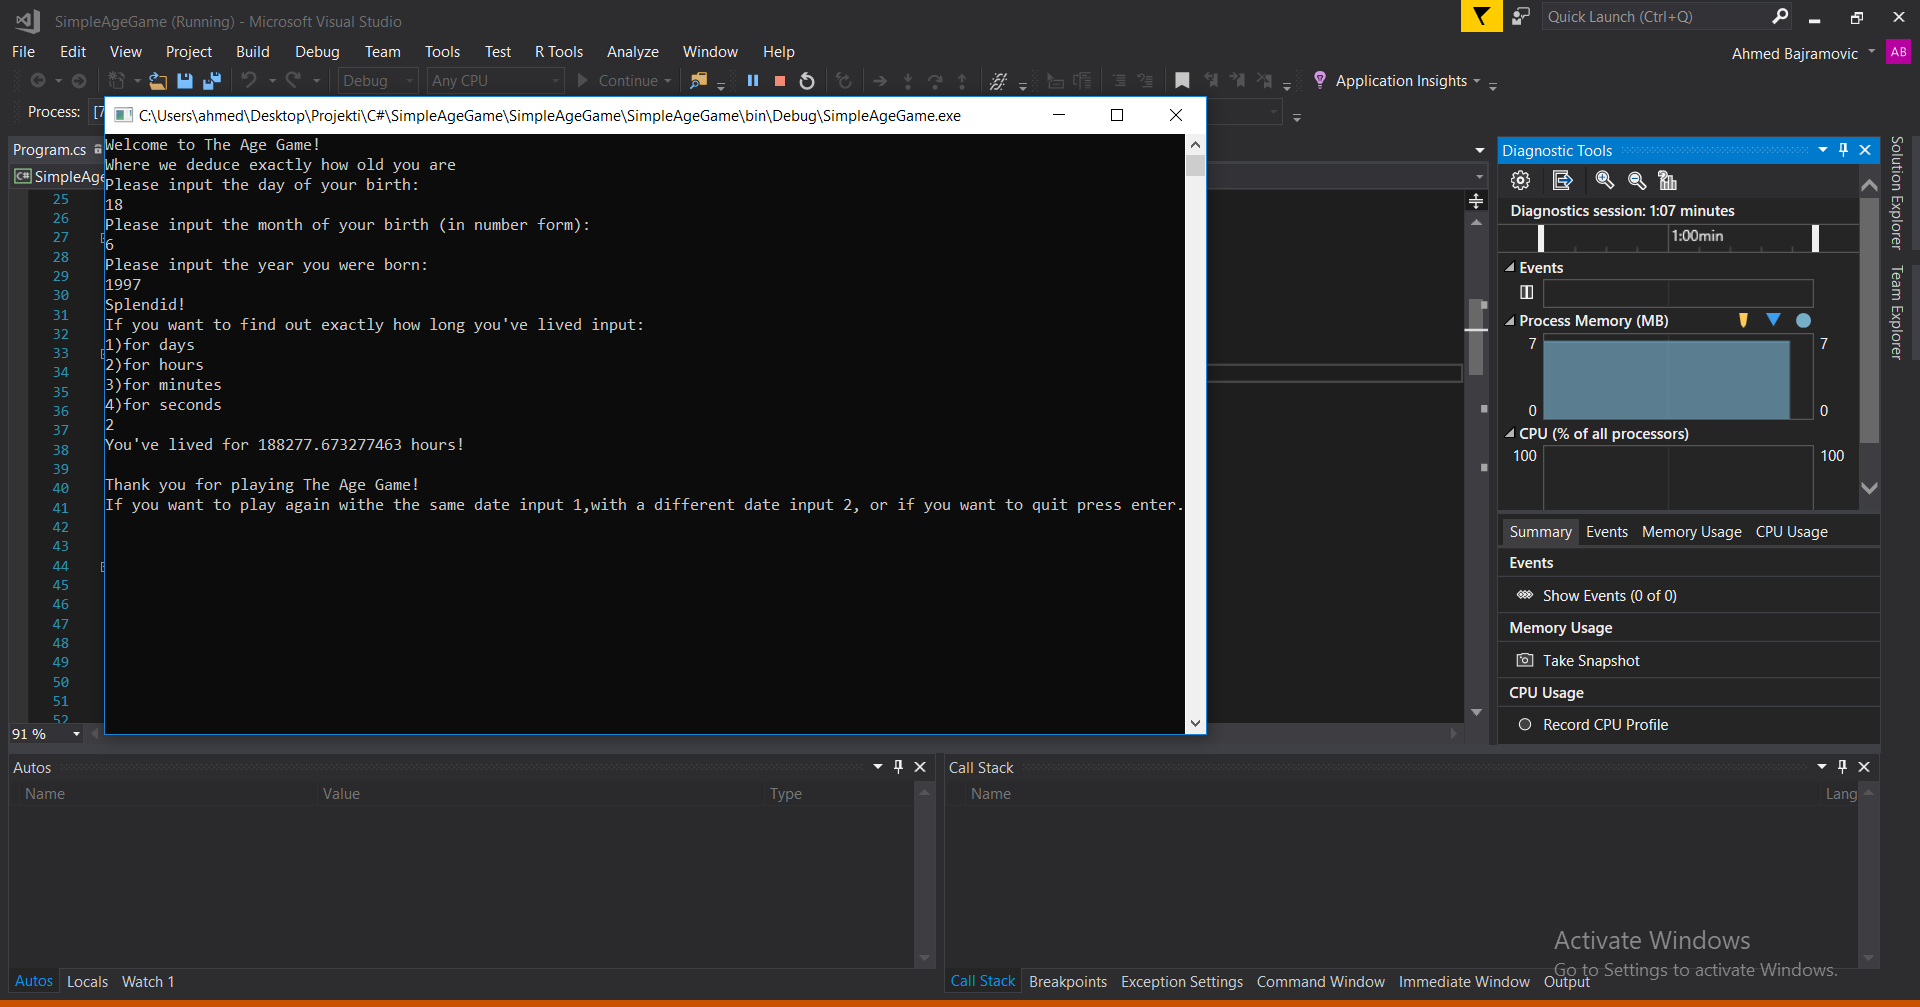 SimpleAgeGame (Running) - Microsoft Visual Studio
Quick Launch (Ctrl+Q)
File Edit View Project Build Debug Team Tools Test R Tools Analyze Window Help
Ahmed Bajramovic AB
Debug Any CPU Continue Application Insights
Process: [7
C:\Users\ahmed\Desktop\Projekti\C#\SimpleAgeGame\SimpleAgeGame\SimpleAgeGame\bin\Debug\SimpleAgeGame.exe
Program.cs
C# SimpleAge
Welcome to The Age Game!
Where we deduce exactly how old you are
Please input the day of your birth:
18
Please input the month of your birth (in number form):
6
Please input the year you were born:
1997
Splendid!
If you want to find out exactly how long you've lived input:
1)for days
2)for hours
3)for minutes
4)for seconds
2
You've lived for 188277.673277463 hours!
Thank you for playing The Age Game!
If you want to play again withe the same date input 1,with a different date input 2, or if you want to quit press enter.
25
26
27
28
29
30
31
32
33
34
35
36
37
38
39
40
41
42
43
44
45
46
47
48
49
50
51
52
91 %
Diagnostic Tools
Diagnostics session: 1:07 minutes
1:00min
Events
Process Memory (MB)
7 7
0 0
CPU (% of all processors)
100 100
Summary Events Memory Usage CPU Usage
Events
Show Events (0 of 0)
Memory Usage
Take Snapshot
CPU Usage
Record CPU Profile
Solution Explorer
Team Explorer
Autos
Name Value Type
Autos Locals Watch 1
Call Stack
Name Lang
Call Stack Breakpoints Exception Settings Command Window Immediate Window Output
Activate Windows
Go to Settings to activate Windows.